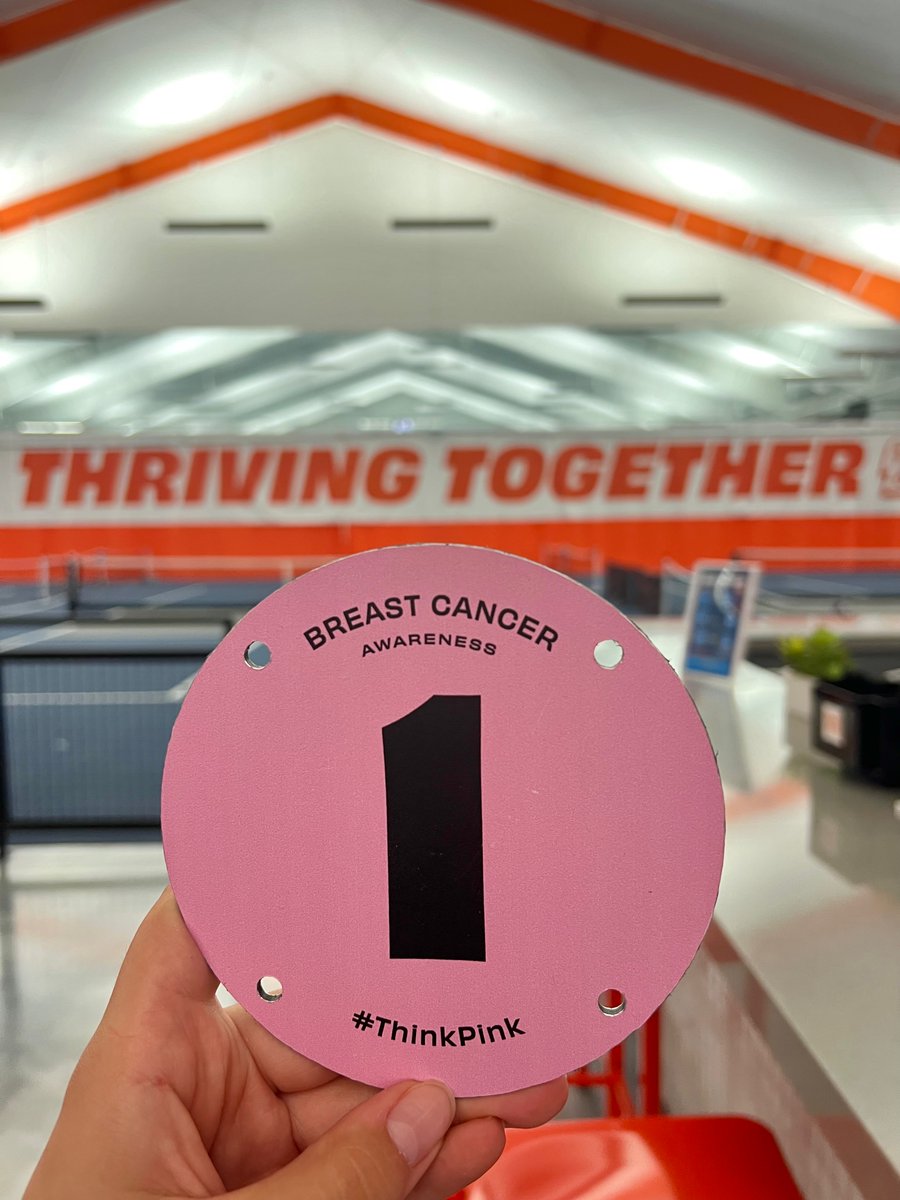 THRIVING TOGETHER
BREAST CANCER
AWARENESS
1
#ThinkPink